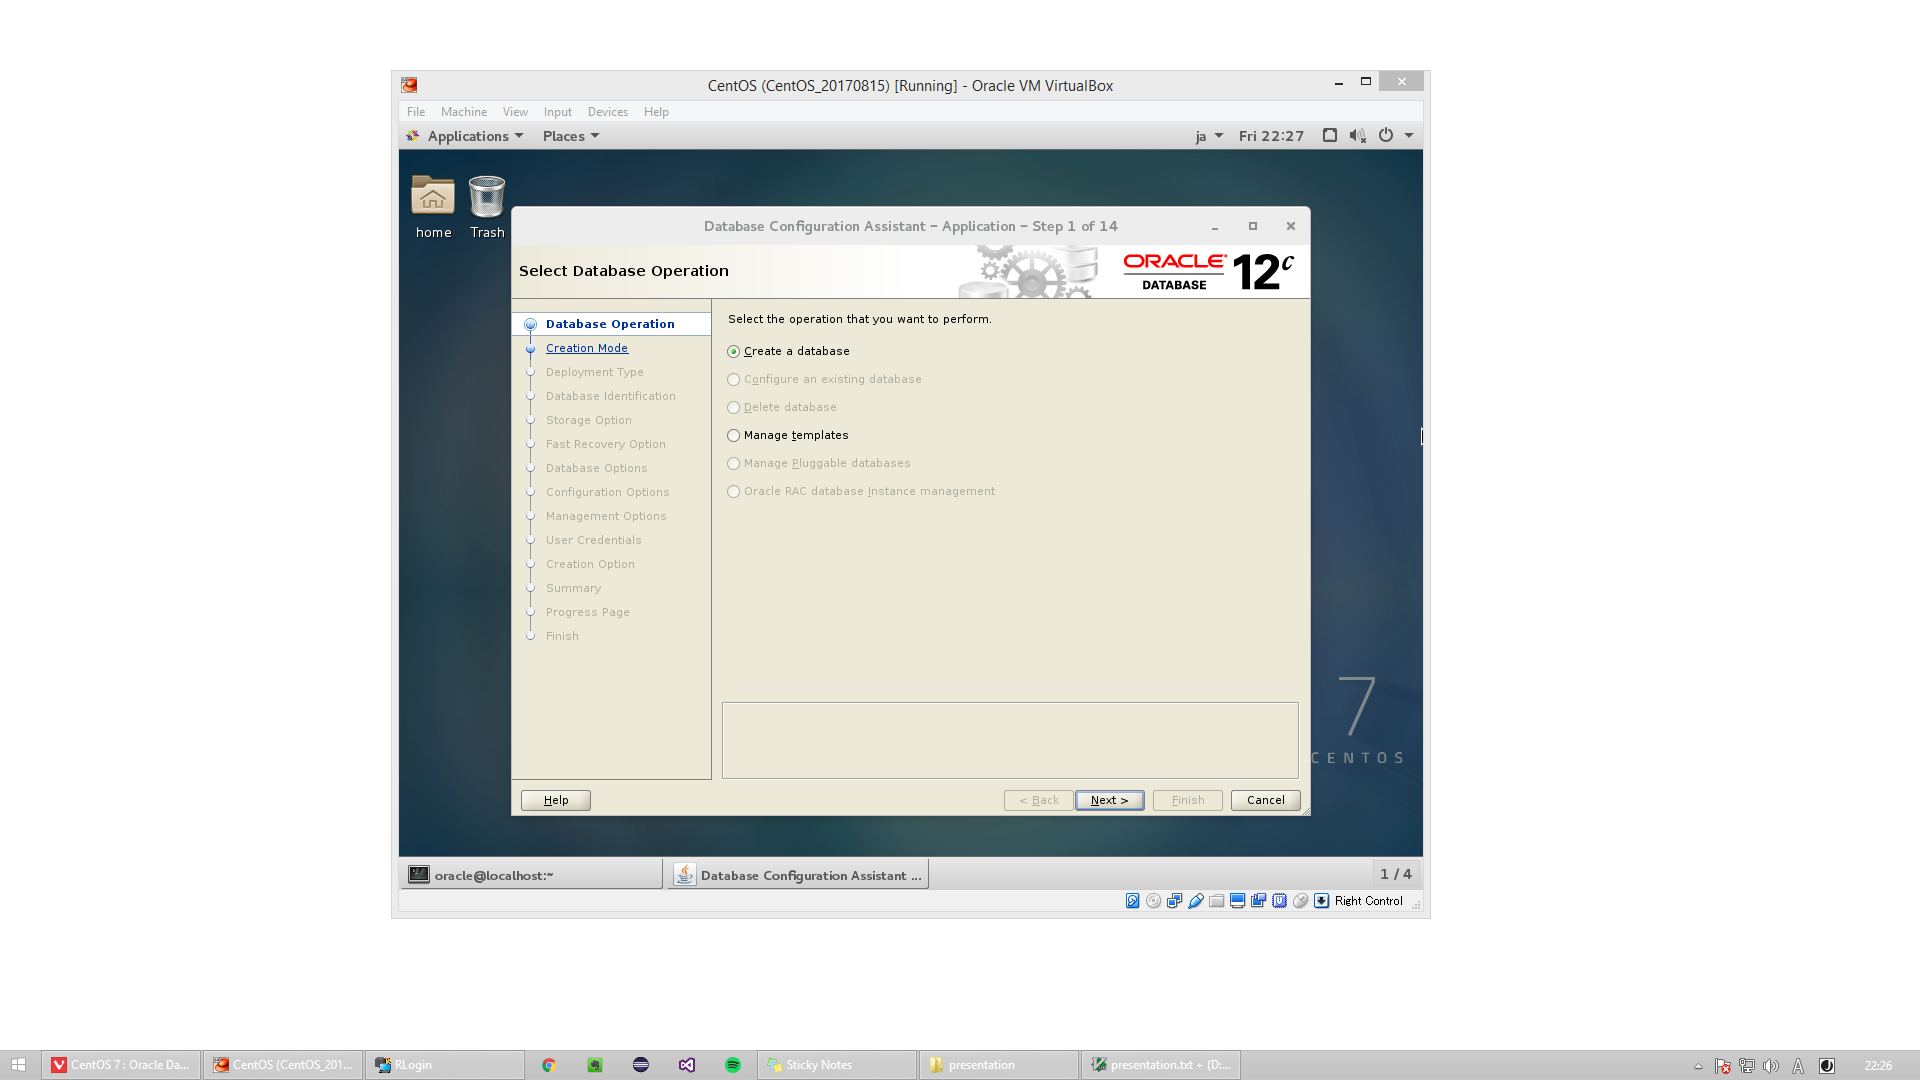 CentOS (CentOS_20170815) [Running] - Oracle VM VirtualBox
File Machine View Input Devices Help
Applications Places ja Fri 22:27
home Trash
Database Configuration Assistant – Application – Step 1 of 14
Select Database Operation
ORACLE
DATABASE
12c
Database Operation
Creation Mode
Deployment Type
Database Identification
Storage Option
Fast Recovery Option
Database Options
Configuration Options
Management Options
User Credentials
Creation Option
Summary
Progress Page
Finish
Select the operation that you want to perform.
Create a database
Configure an existing database
Delete database
Manage templates
Manage Pluggable databases
Oracle RAC database Instance management
7
CENTOS
Help < Back Next > Finish Cancel
oracle@localhost:~ Database Configuration Assistant ... 1 / 4
Right Control
CentOS 7 : Oracle Da... CentOS (CentOS_201... RLogin Sticky Notes presentation presentation.txt + (D:... A 22:26